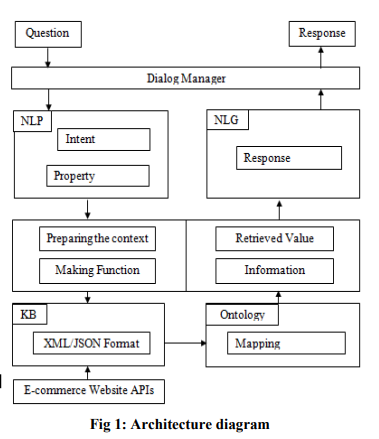 Question
Response
Dialog Manager
NLP
NLG
Intent
Response
Property
Preparing the context
Retrieved Value
Making Function
Information
KB
Ontology
XML/JSON Format
Mapping
E-commerce Website APIs
Fig 1: Architecture diagram